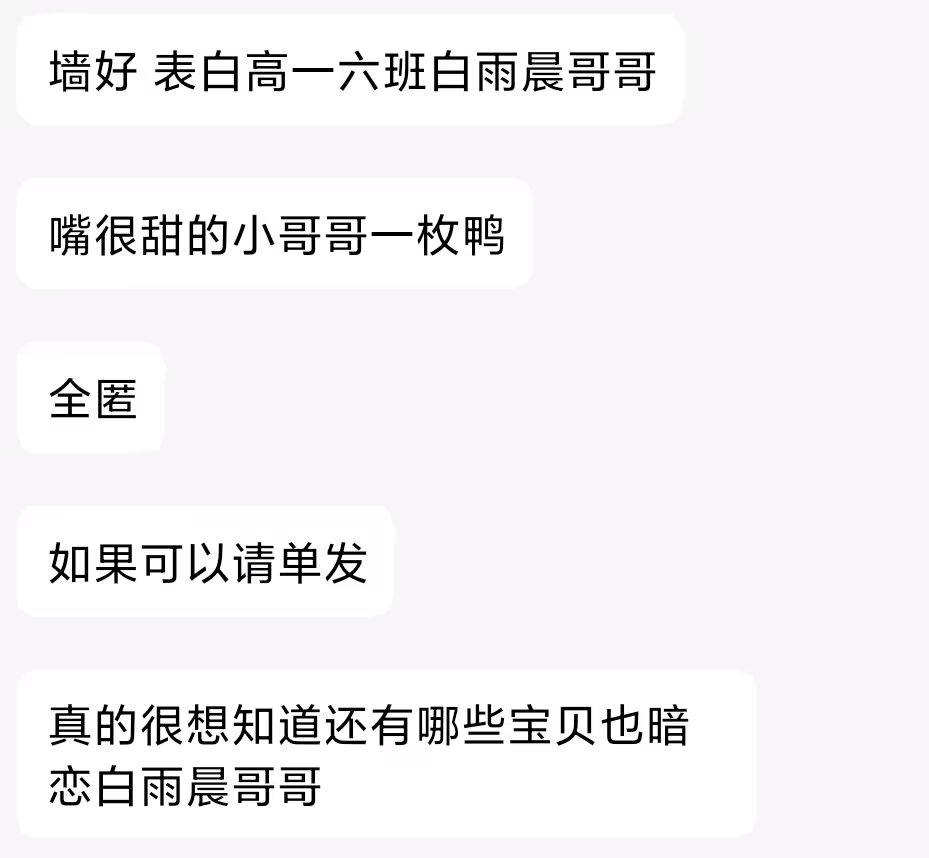 墙好 表白高一六班白雨晨哥哥
嘴很甜的小哥哥一枚鸭
全匿
如果可以请单发
真的很想知道还有哪些宝贝也暗
恋白雨晨哥哥